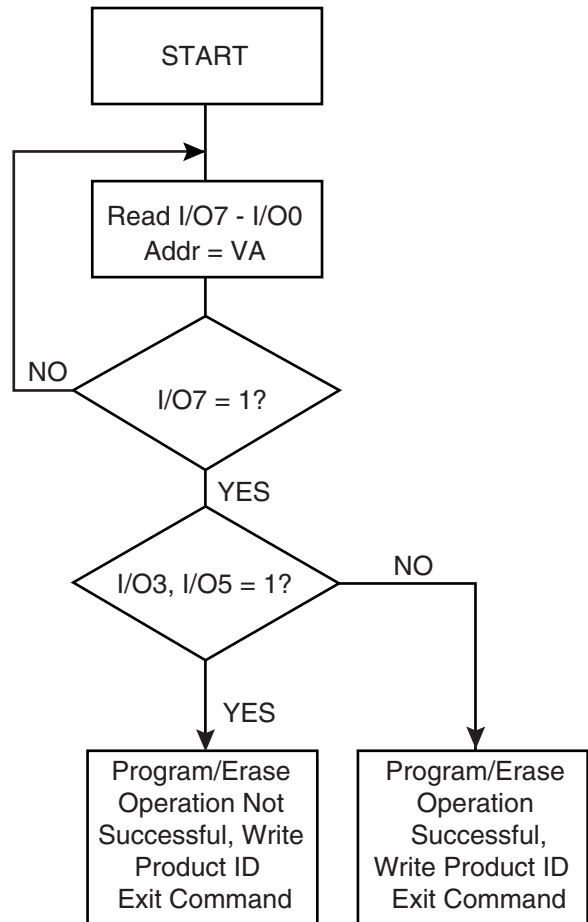 START
Read I/O7 - I/O0
Addr = VA
NO
I/O7 = 1?
YES
I/O3, I/O5 = 1?
NO
YES
Program/Erase
Operation Not
Successful, Write
Product ID
Exit Command
Program/Erase
Operation
Successful,
Write Product ID
Exit Command